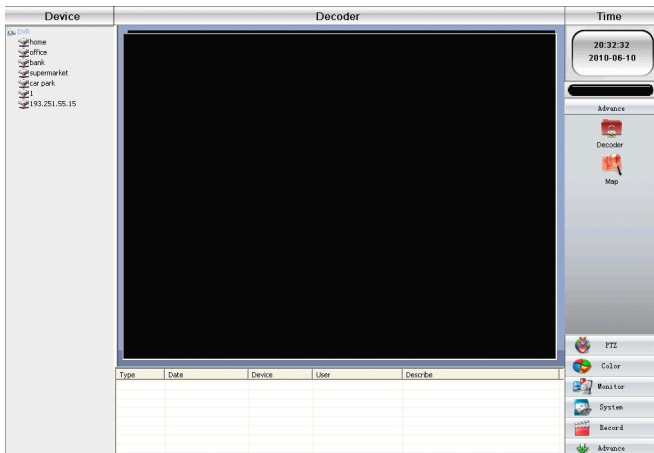 Device
Decoder
Time
DVR
home
office
bank
supermarket
car park
1
193.251.55.15
20:32:32
2010-06-10
Advance
Decoder
Map
PTZ
Color
Monitor
System
Record
Advance
Type Date Device User Describe